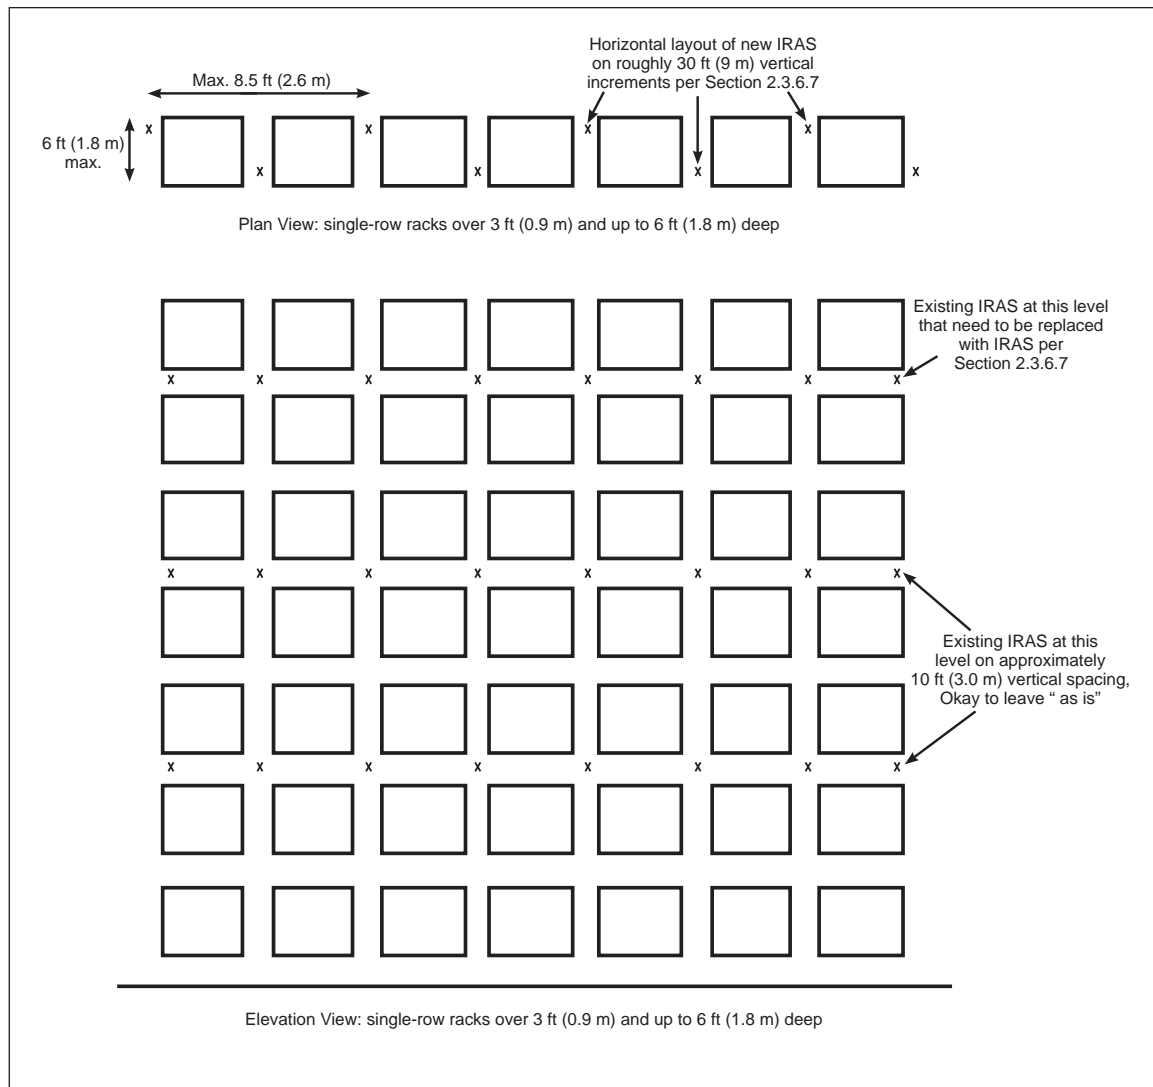 Horizontal layout of new IRAS
on roughly 30 ft (9 m) vertical
increments per Section 2.3.6.7
Max. 8.5 ft (2.6 m)
6 ft (1.8 m)
max.
x x x x
x x x x
Plan View: single-row racks over 3 ft (0.9 m) and up to 6 ft (1.8 m) deep
Existing IRAS at this level
that need to be replaced
with IRAS per
Section 2.3.6.7
x x x x x x x x
x x x x x x x x
Existing IRAS at this
level on approximately
10 ft (3.0 m) vertical spacing,
Okay to leave “ as is”
x x x x x x x x
Elevation View: single-row racks over 3 ft (0.9 m) and up to 6 ft (1.8 m) deep